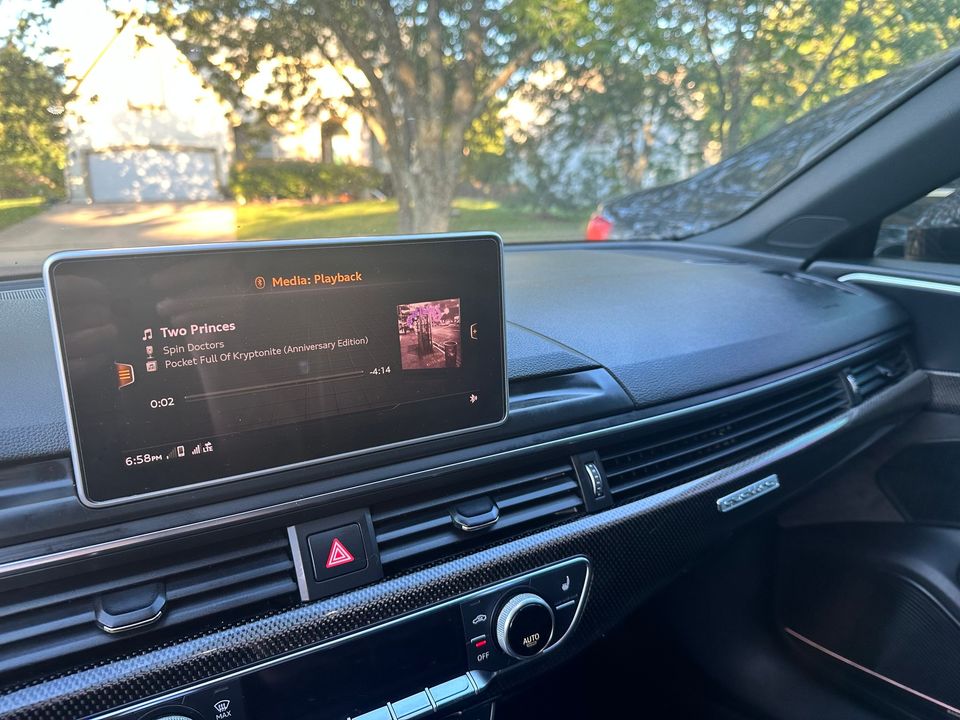 Media: Playback
Two Princes
Spin Doctors
Pocket Full Of Kryptonite (Anniversary Edition)
0:02
-4:14
6:58PM
LTE
AUTO
OFF
MAX